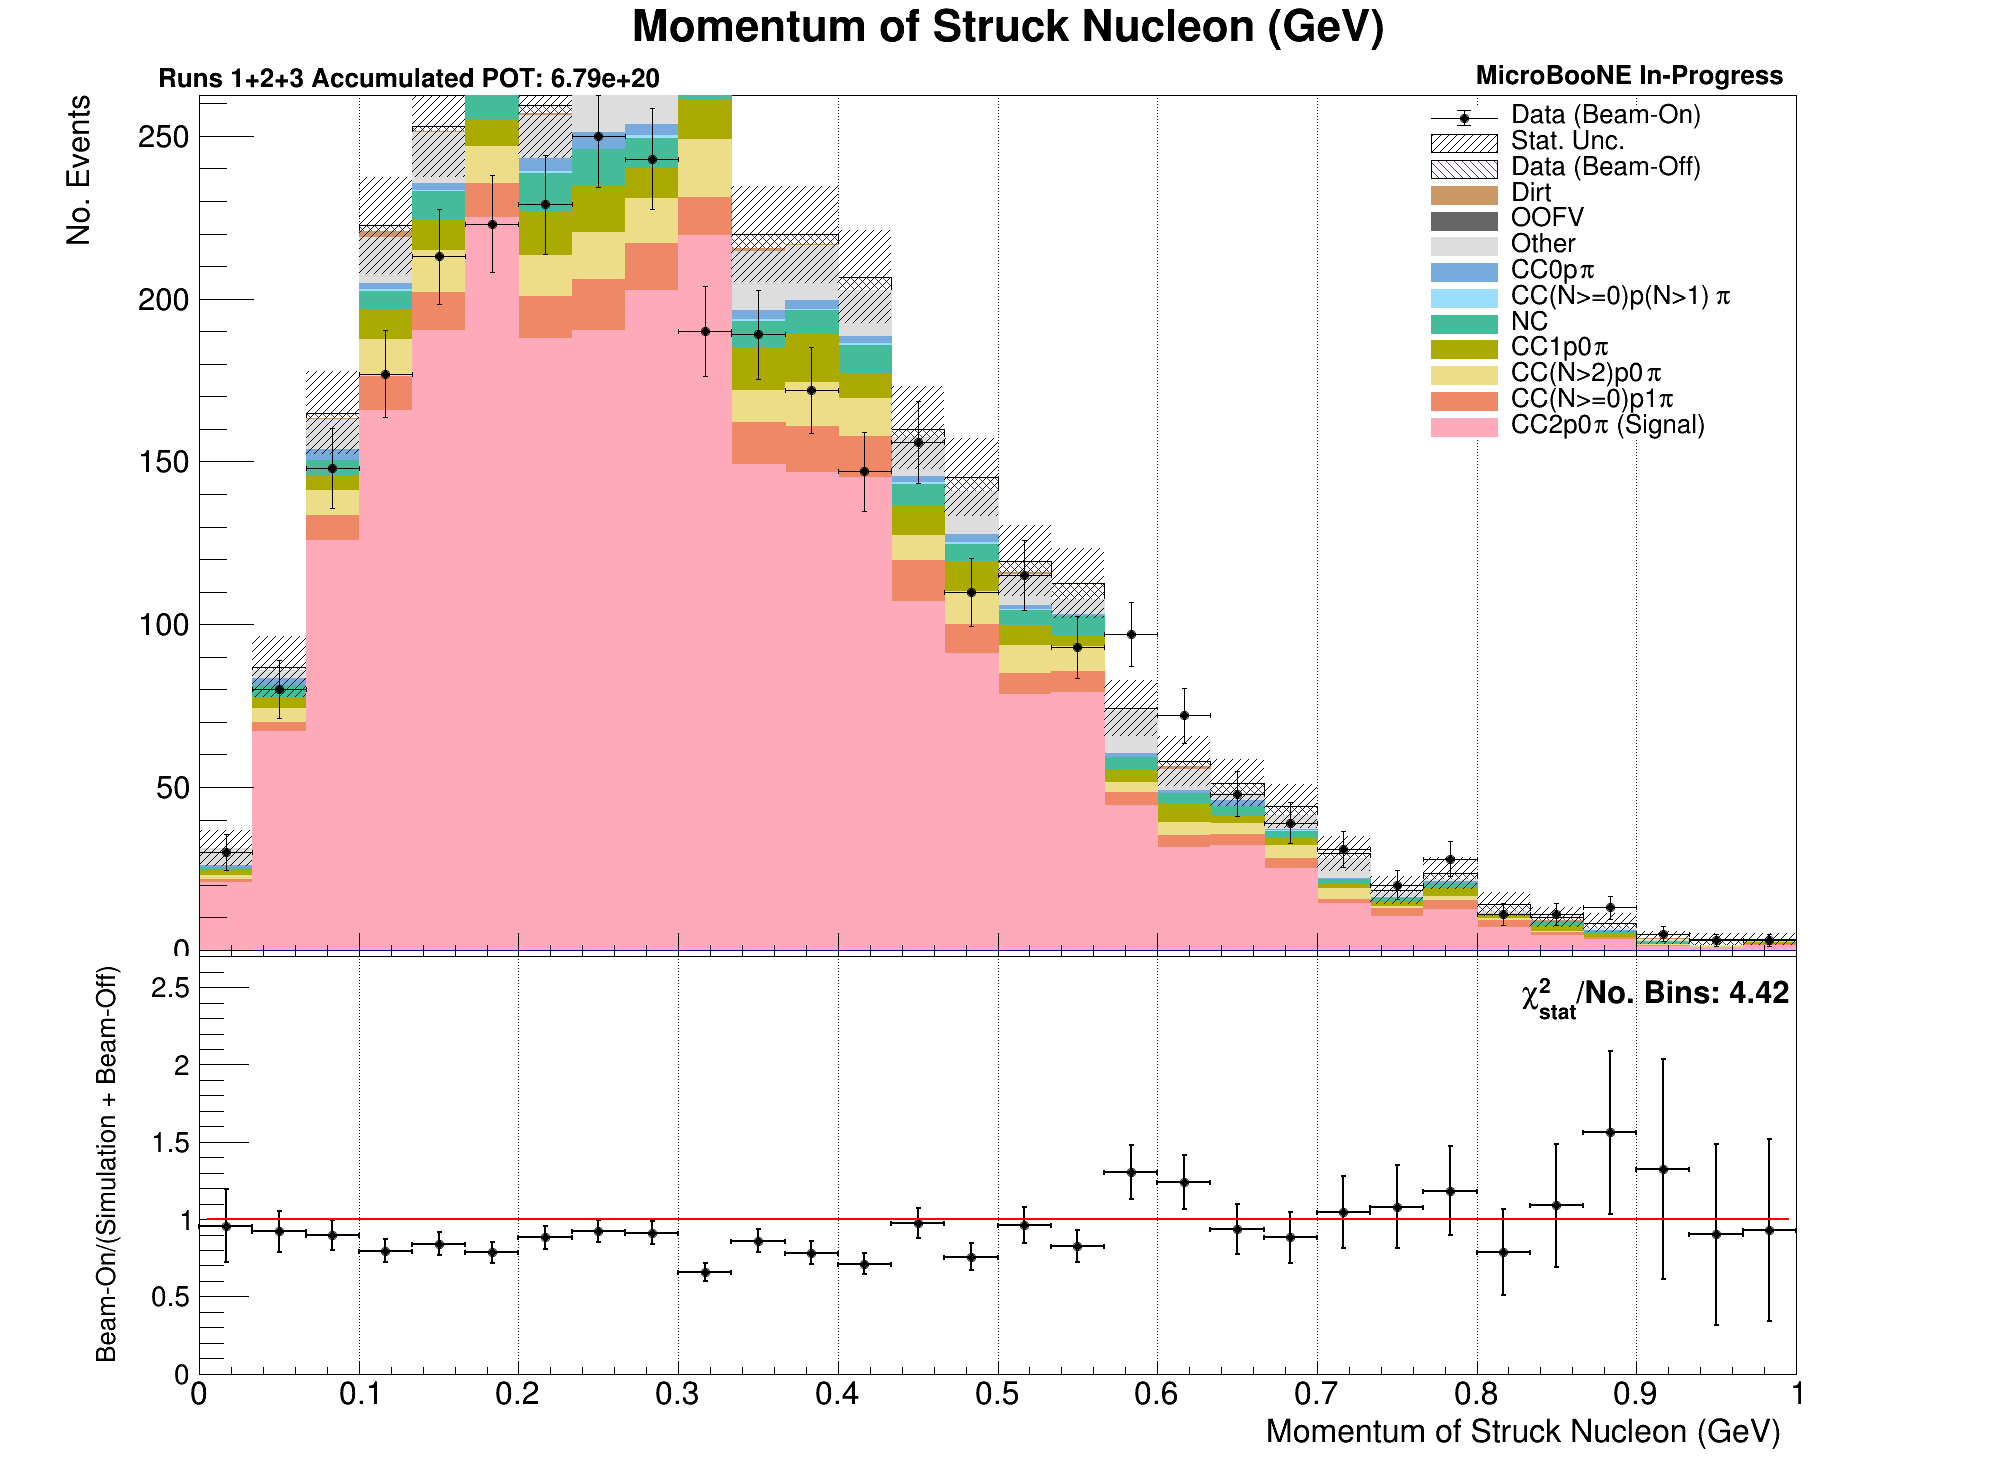 Momentum of Struck Nucleon (GeV)
Runs 1+2+3 Accumulated POT: 6.79e+20
MicroBooNE In-Progress
No. Events
250
200
150
100
50
0
Data (Beam-On)
Stat. Unc.
Data (Beam-Off)
Dirt
OOFV
Other
CC0pπ
CC(N>=0)p(N>1) π
NC
CC1p0π
CC(N>2)p0π
CC(N>=0)p1π
CC2p0π (Signal)
Beam-On/(Simulation + Beam-Off)
2.5
2
1.5
1
0.5
0
χ²stat/No. Bins: 4.42
0 0.1 0.2 0.3 0.4 0.5 0.6 0.7 0.8 0.9 1
Momentum of Struck Nucleon (GeV)